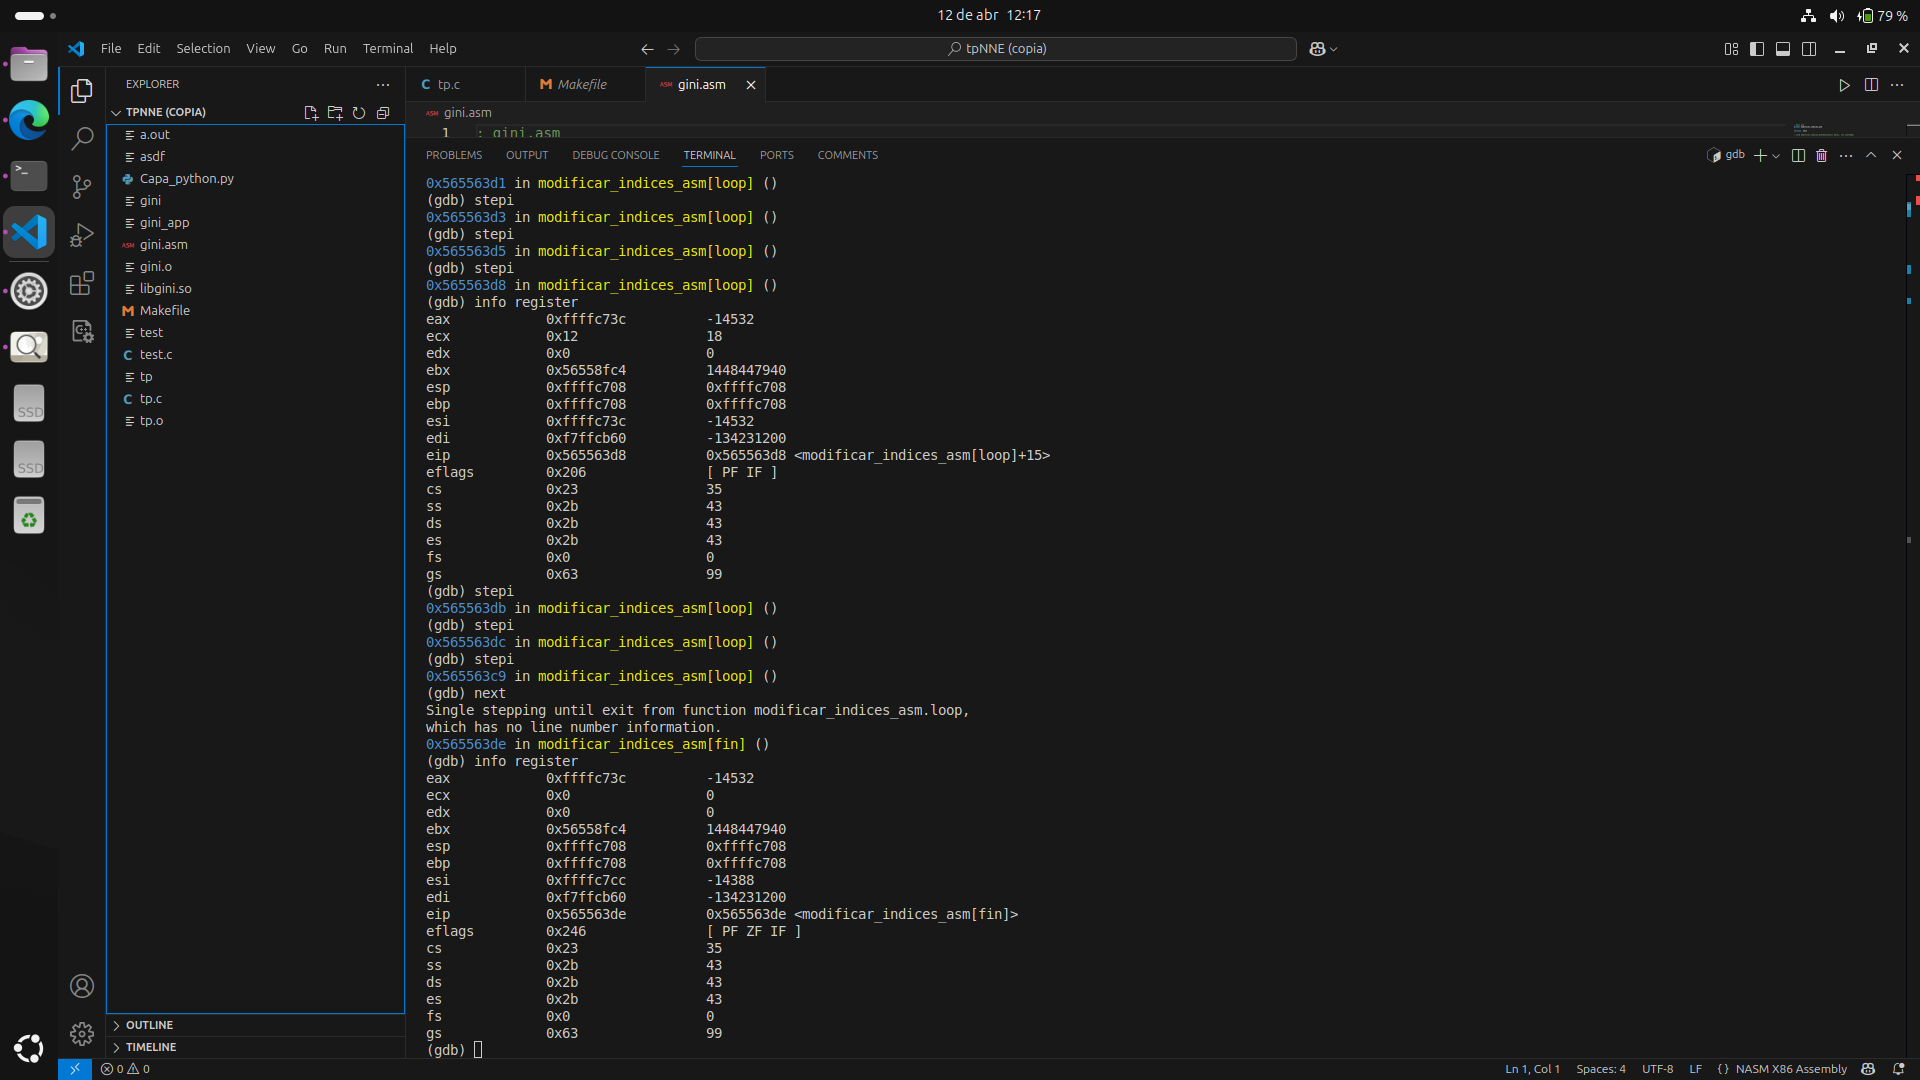 12 de abr 12:17
79 %
File Edit Selection View Go Run Terminal Help
tpNNE (copia)
EXPLORER
TPNNE (COPIA)
a.out
asdf
Capa_python.py
gini
gini_app
ASM gini.asm
gini.o
libgini.so
M Makefile
test
C test.c
tp
C tp.c
tp.o
OUTLINE
TIMELINE
SSD
SSD
C tp.c
M Makefile
ASM gini.asm
ASM gini.asm
1 ; gini.asm
PROBLEMS OUTPUT DEBUG CONSOLE TERMINAL PORTS COMMENTS
gdb
0x565563d1 in modificar_indices_asm[loop] ()
(gdb) stepi
0x565563d3 in modificar_indices_asm[loop] ()
(gdb) stepi
0x565563d5 in modificar_indices_asm[loop] ()
(gdb) stepi
0x565563d8 in modificar_indices_asm[loop] ()
(gdb) info register
eax 0xffffc73c -14532
ecx 0x12 18
edx 0x0 0
ebx 0x56558fc4 1448447940
esp 0xffffc708 0xffffc708
ebp 0xffffc708 0xffffc708
esi 0xffffc73c -14532
edi 0xf7ffcb60 -134231200
eip 0x565563d8 0x565563d8 <modificar_indices_asm[loop]+15>
eflags 0x206 [ PF IF ]
cs 0x23 35
ss 0x2b 43
ds 0x2b 43
es 0x2b 43
fs 0x0 0
gs 0x63 99
(gdb) stepi
0x565563db in modificar_indices_asm[loop] ()
(gdb) stepi
0x565563dc in modificar_indices_asm[loop] ()
(gdb) stepi
0x565563c9 in modificar_indices_asm[loop] ()
(gdb) next
Single stepping until exit from function modificar_indices_asm.loop,
which has no line number information.
0x565563de in modificar_indices_asm[fin] ()
(gdb) info register
eax 0xffffc73c -14532
ecx 0x0 0
edx 0x0 0
ebx 0x56558fc4 1448447940
esp 0xffffc708 0xffffc708
ebp 0xffffc708 0xffffc708
esi 0xffffc7cc -14388
edi 0xf7ffcb60 -134231200
eip 0x565563de 0x565563de <modificar_indices_asm[fin]>
eflags 0x246 [ PF ZF IF ]
cs 0x23 35
ss 0x2b 43
ds 0x2b 43
es 0x2b 43
fs 0x0 0
gs 0x63 99
(gdb)
0 0
Ln 1, Col 1 Spaces: 4 UTF-8 LF {} NASM X86 Assembly